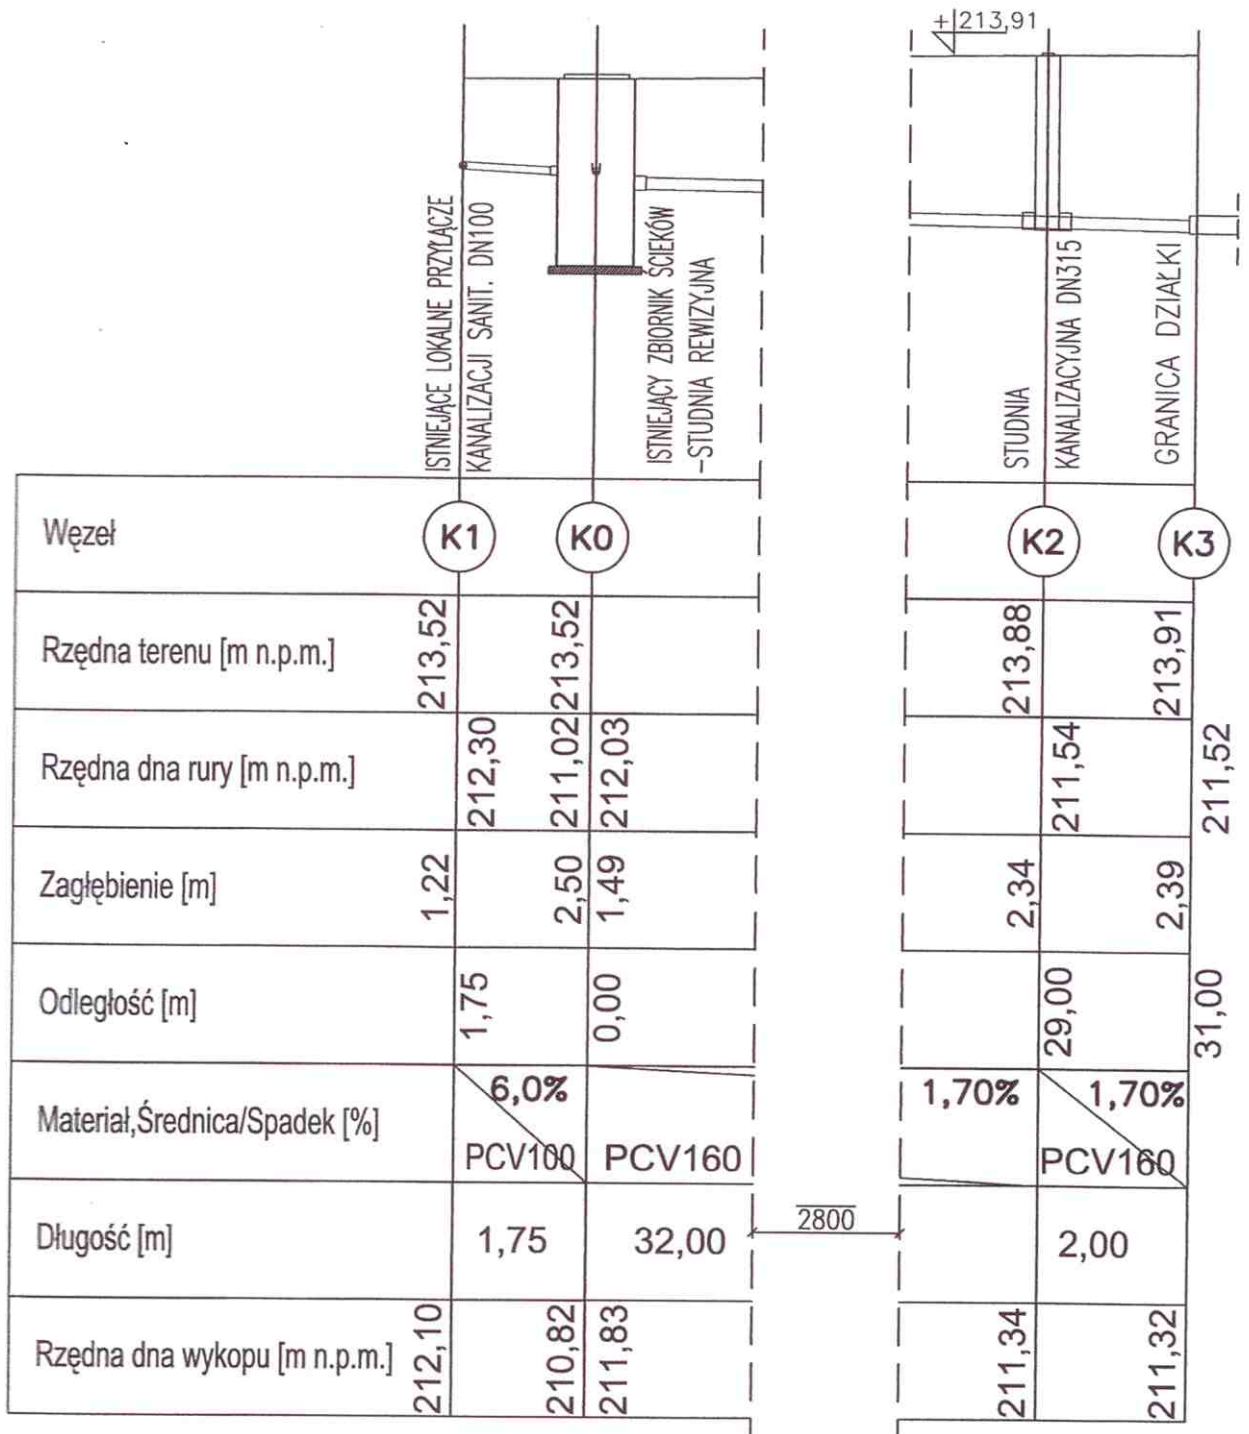 +213,91
ISTNIEJĄCE LOKALNE PRZYŁĄCZE
KANALIZACJI SANIT. DN100
ISTNIEJĄCY ZBIORNIK ŚCIEKÓW
-STUDNIA REWIZYJNA
STUDNIA
KANALIZACYJNA DN315
GRANICA DZIAŁKI
Węzeł K1 K0 K2 K3
Rzędna terenu [m n.p.m.] 213,52 213,52 213,88 213,91
Rzędna dna rury [m n.p.m.] 212,30 211,02 212,03 211,54 211,52
Zagłębienie [m] 1,22 2,50 1,49 2,34 2,39
Odległość [m] 1,75 0,00 29,00 31,00
Materiał,Średnica/Spadek [%] 6,0% PCV100 PCV160 1,70% 1,70% PCV160
Długość [m] 1,75 32,00 2800 2,00
Rzędna dna wykopu [m n.p.m.] 212,10 210,82 211,83 211,34 211,32